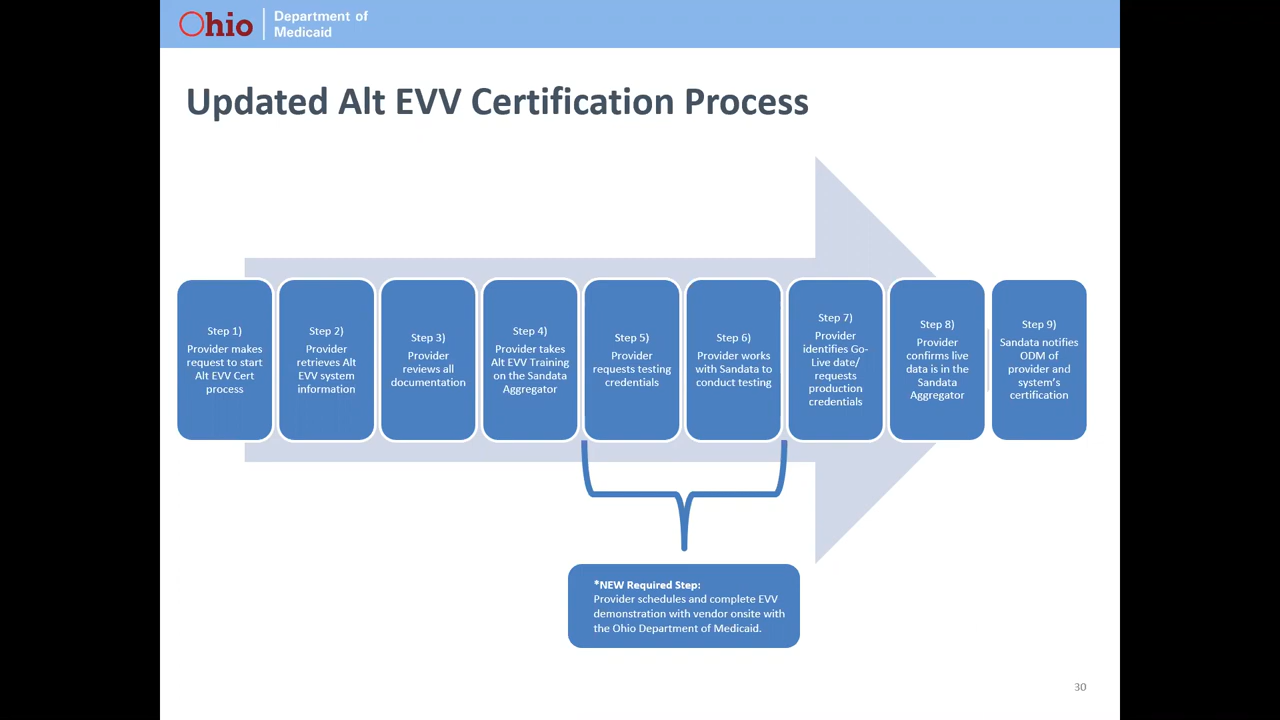 Ohio
Department of
Medicaid
Updated Alt EVV Certification Process
Step 1)
Provider makes
request to start
Alt EVV Cert
process
Step 2)
Provider
retrieves Alt
EVV system
information
Step 3)
Provider
reviews all
documentation
Step 4)
Provider takes
Alt EVV Training
on the Sandata
Aggregator
Step 5)
Provider
requests testing
credentials
Step 6)
Provider works
with Sandata to
conduct testing
Step 7)
Provider
identifies Go-
Live date/
requests
production
credentials
Step 8)
Provider
confirms live
data is in the
Sandata
Aggregator
Step 9)
Sandata notifies
ODM of
provider and
system's
certification
*NEW Required Step:
Provider schedules and complete EVV
demonstration with vendor onsite with
the Ohio Department of Medicaid.
30